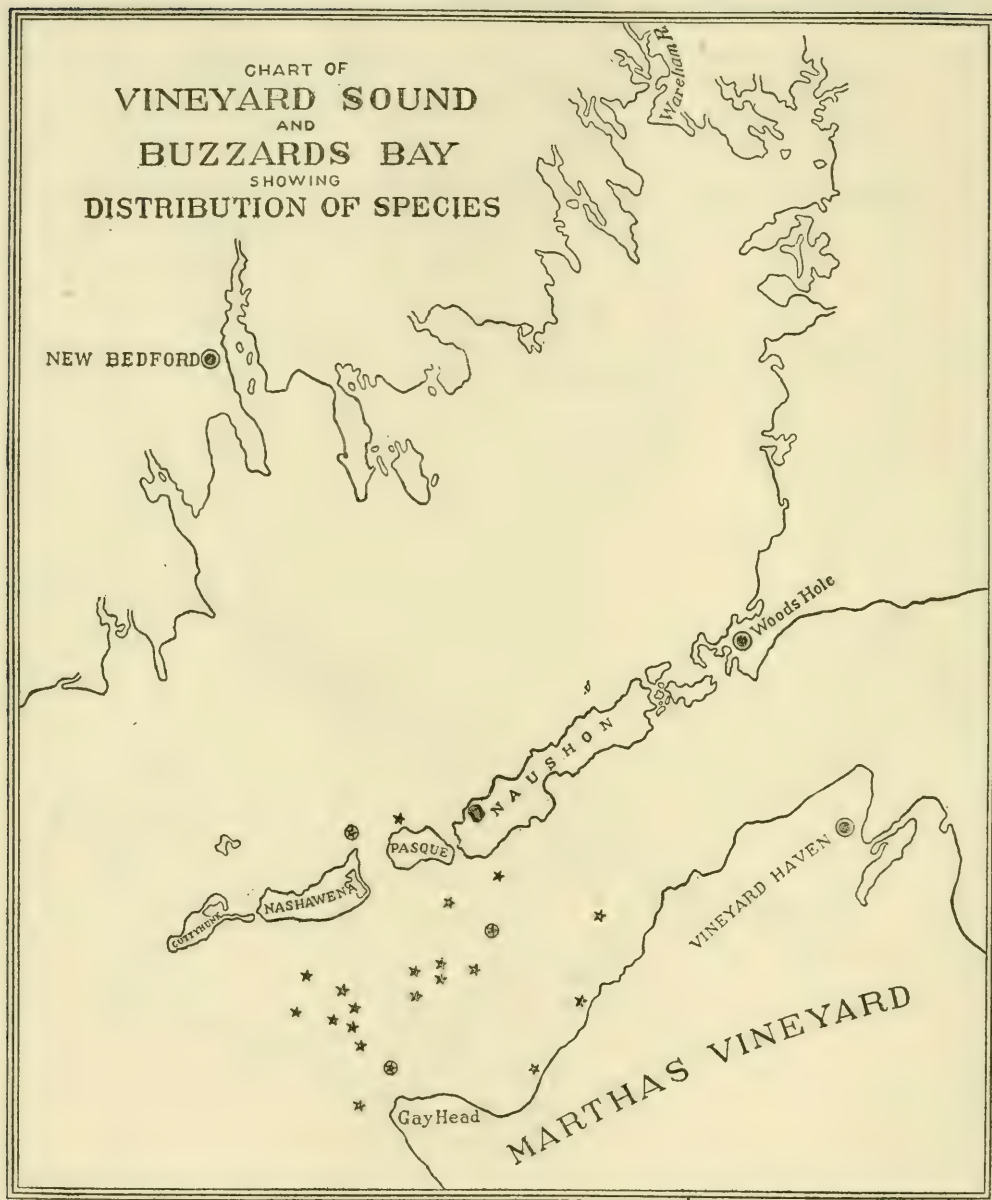 CHART OF
VINEYARD SOUND
AND
BUZZARDS BAY
SHOWING
DISTRIBUTION OF SPECIES
Wareham R.
NEW BEDFORD
Woods Hole
NAUSHON
PASQUE
NASHAWENA
CUTTYHUNK
VINEYARD HAVEN
MARTHAS VINEYARD
Gay Head